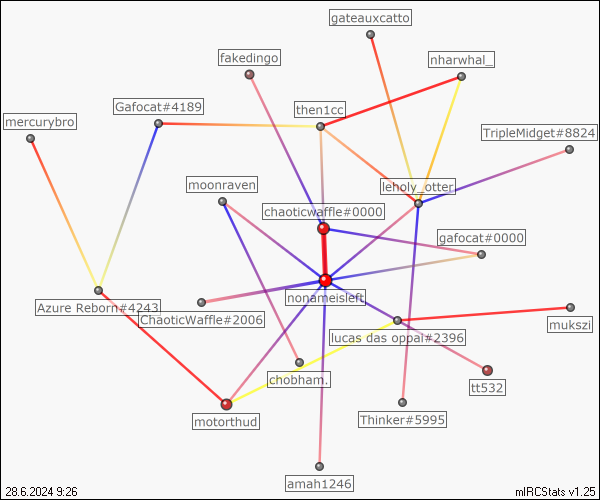 gateauxcatto
fakedingo
nharwhal_
Gafocat#4189
then1cc
mercurybro
TripleMidget#8824
moonraven
leholy_otter
chaoticwaffle#0000
gafocat#0000
nonameisleft
Azure Reborn#4243
ChaoticWaffle#2006
lucas das oppal#2396
mukszi
chobham.
tt532
motorthud
Thinker#5995
amah1246
28.6.2024 9:26
mIRCStats v1.25